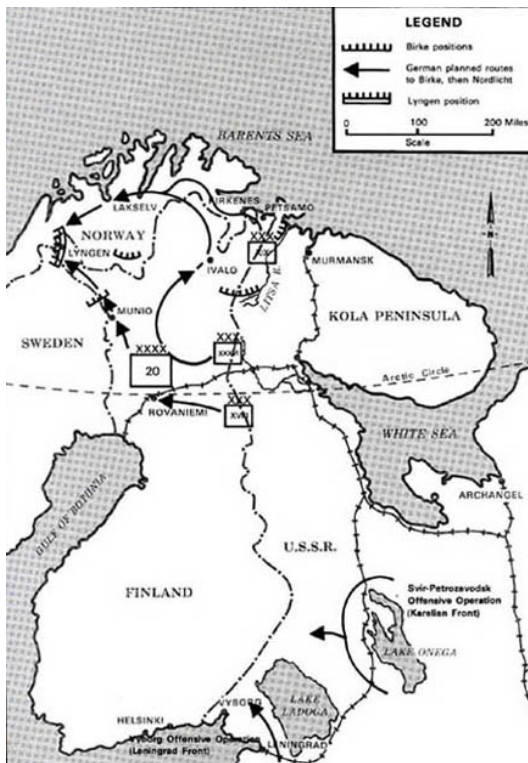 LEGEND
Birke positions
German planned routes
to Birke, then Nordlicht
Lyngen position
0 100 200 Miles
Scale
BARENTS SEA
N
LAKSELV
KIRKENES
PETSAMO
NORWAY
XXX
XIX
LYNGEN
IVALO
MURMANSK
LITSA R.
MUNIO
KOLA PENINSULA
SWEDEN
XXXX
20
XXX
XXXVI
Arctic Circle
ROVANIEMI
XXX
XVIII
WHITE SEA
ARCHANGEL
GULF OF BOTHNIA
U.S.S.R.
FINLAND
Svir-Petrozavodsk
Offensive Operation
(Karelian Front)
LAKE ONEGA
VYBORG
LAKE
LADOGA
HELSINKI
Vyborg Offensive Operation
(Leningrad Front)
LENINGRAD